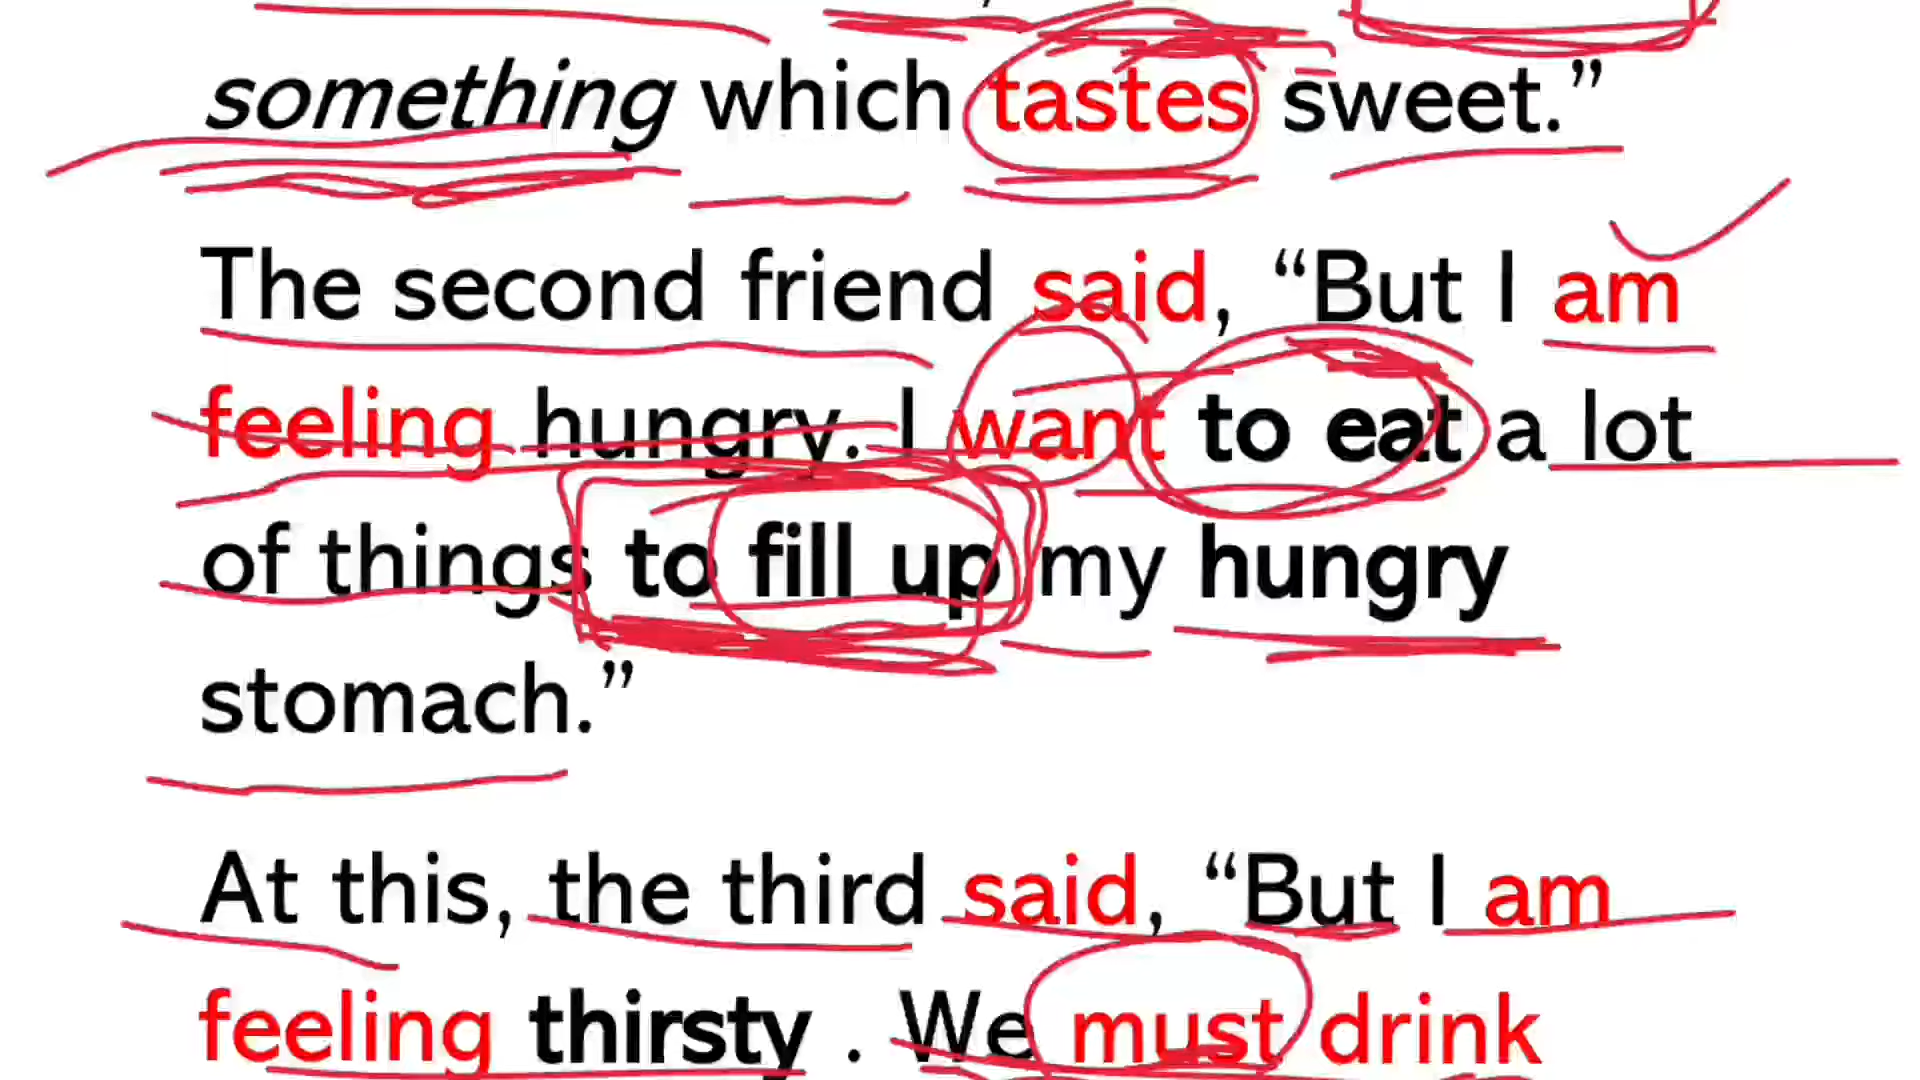 something which tastes sweet.”
The second friend said, “But I am
feeling hungry. I want to eat a lot
of things to fill up my hungry
stomach.”
At this, the third said, “But I am
feeling thirsty . We must drink